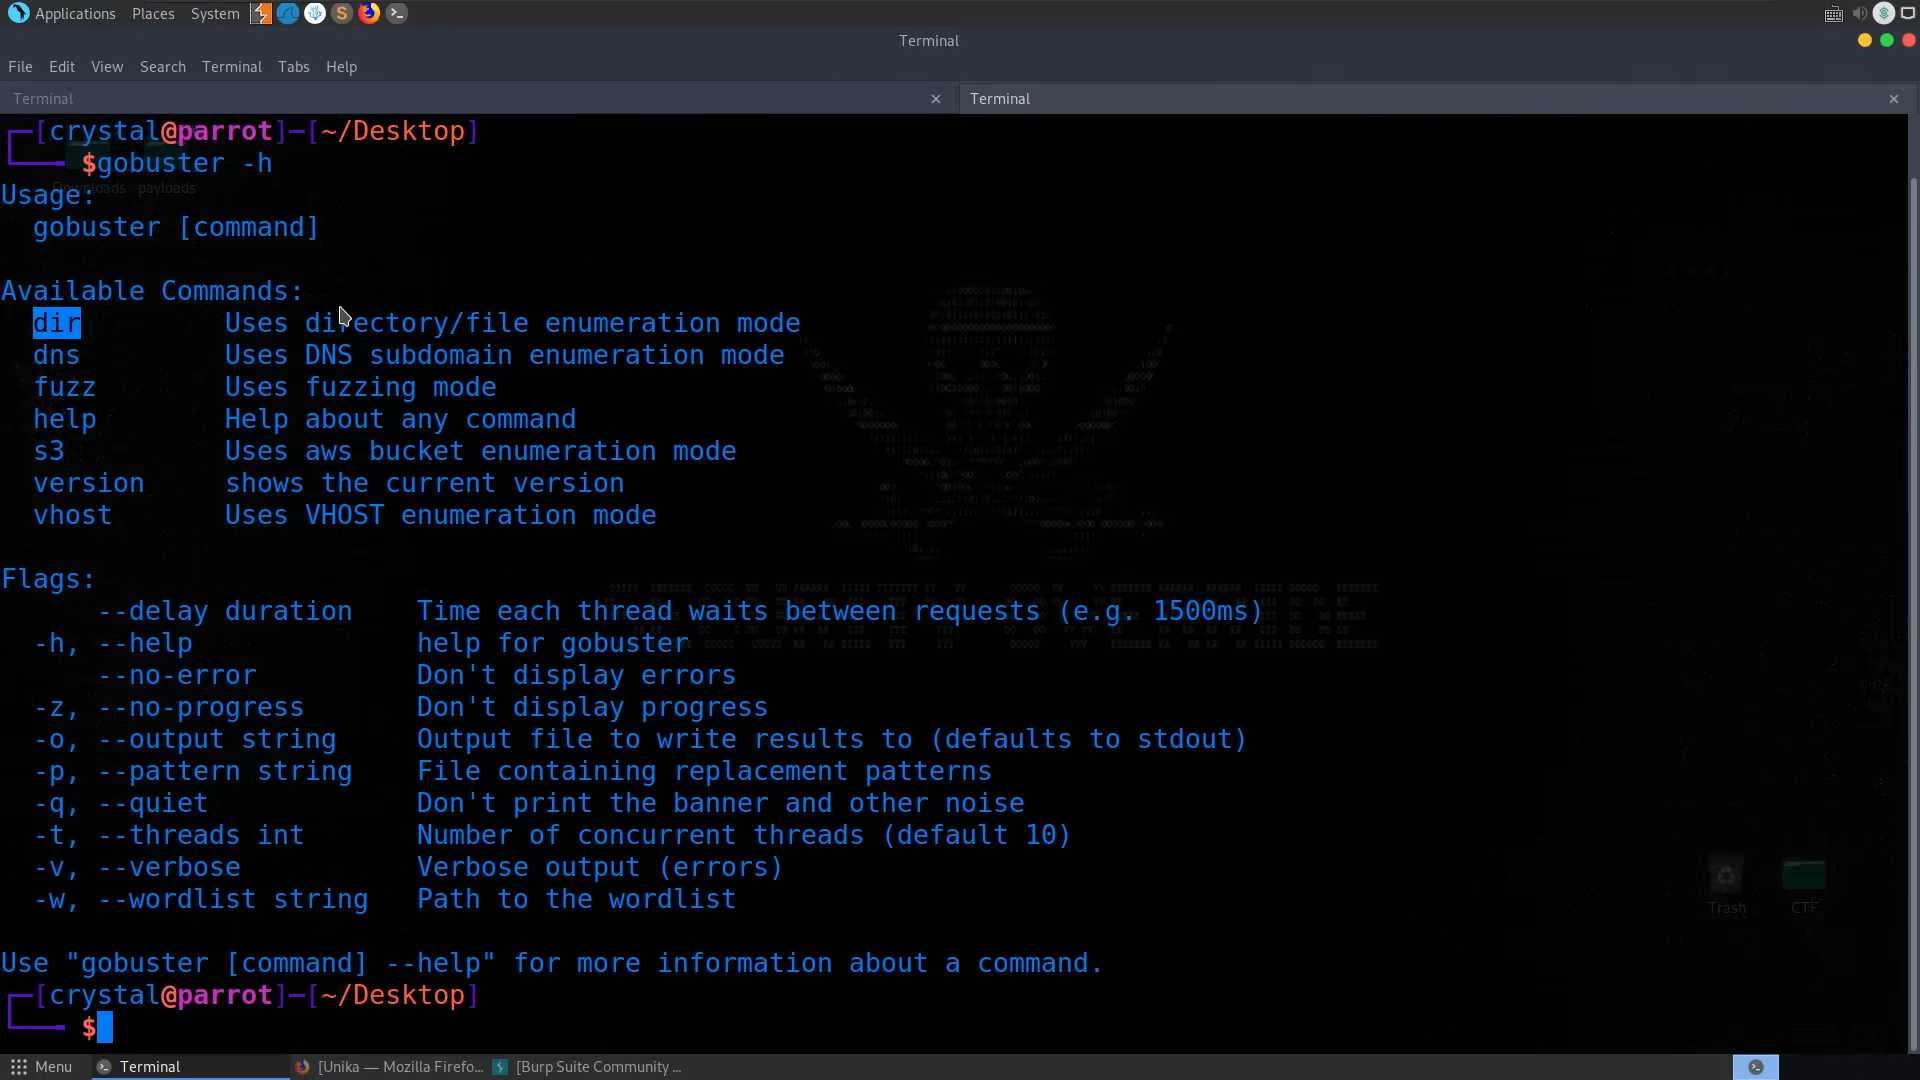 Applications Places System
Terminal
File Edit View Search Terminal Tabs Help
Terminal × Terminal ×
┌─[crystal@parrot]─[~/Desktop]
└──╼ $gobuster -h
Downloads payloads
Usage:
  gobuster [command]
Available Commands:
  dir         Uses directory/file enumeration mode
  dns         Uses DNS subdomain enumeration mode
  fuzz        Uses fuzzing mode
  help        Help about any command
  s3          Uses aws bucket enumeration mode
  version     shows the current version
  vhost       Uses VHOST enumeration mode
Flags:
      --delay duration    Time each thread waits between requests (e.g. 1500ms)
  -h, --help              help for gobuster
      --no-error          Don't display errors
  -z, --no-progress       Don't display progress
  -o, --output string     Output file to write results to (defaults to stdout)
  -p, --pattern string    File containing replacement patterns
  -q, --quiet             Don't print the banner and other noise
  -t, --threads int       Number of concurrent threads (default 10)
  -v, --verbose           Verbose output (errors)
  -w, --wordlist string   Path to the wordlist
Trash CTF
Use "gobuster [command] --help" for more information about a command.
┌─[crystal@parrot]─[~/Desktop]
└──╼ $
Menu Terminal [Unika — Mozilla Firefo... [Burp Suite Community ...